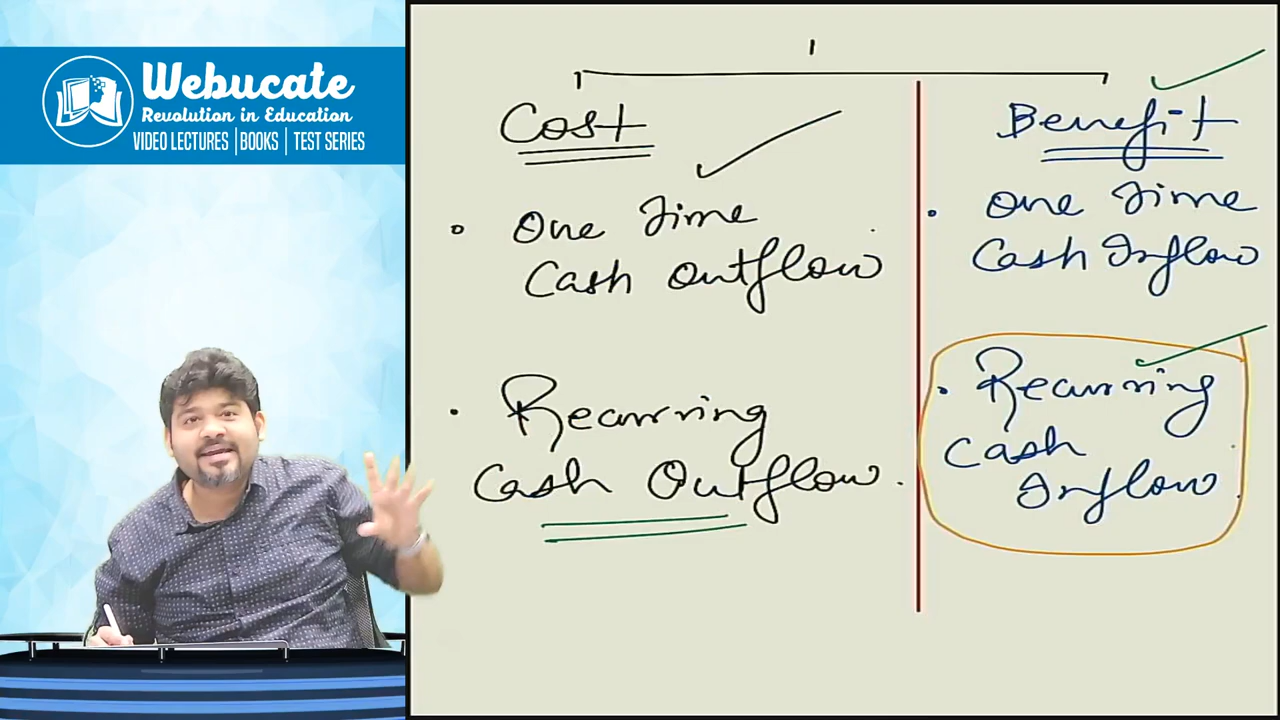 Webucate
Revolution in Education
VIDEO LECTURES | BOOKS | TEST SERIES
Cost
• One Time
Cash Outflow
• Recurring
Cash Outflow.
Benefit
• One Time
Cash Inflow
• Recurring
Cash
Inflow.